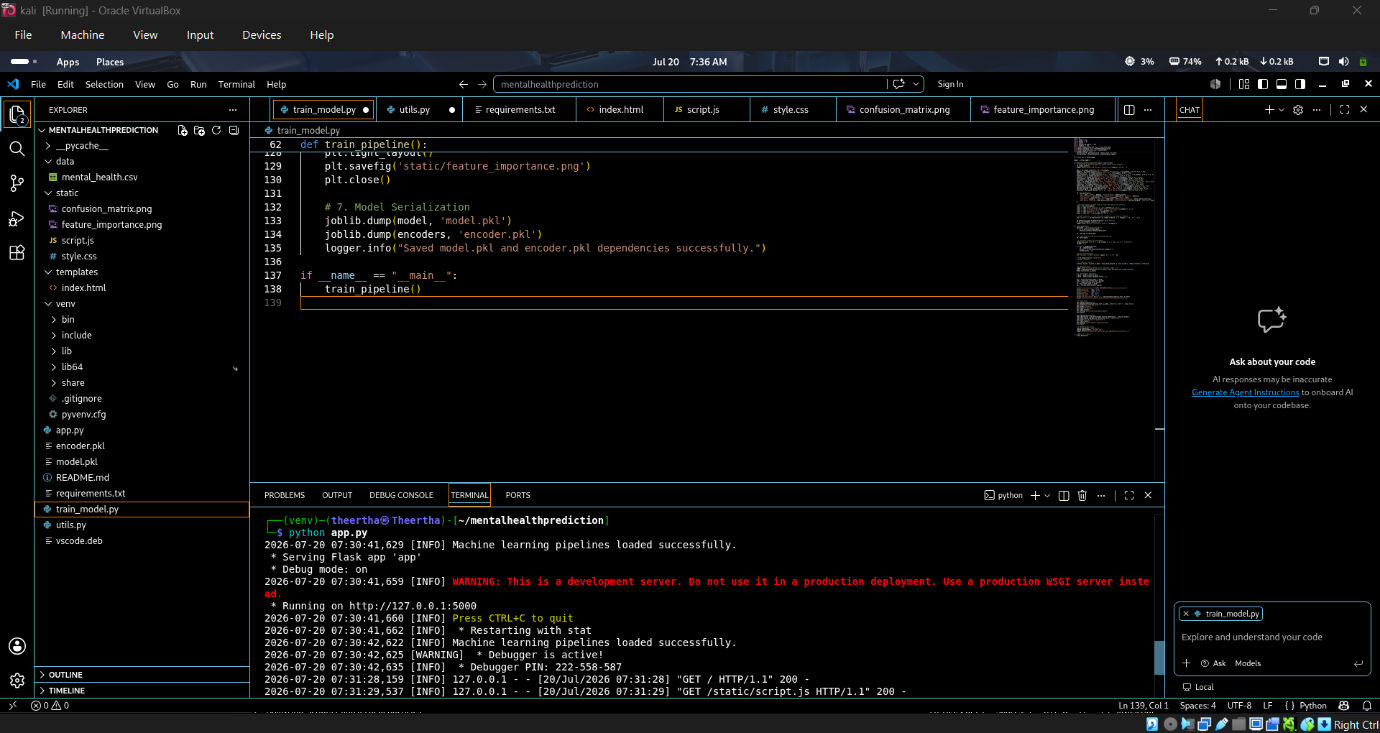 kali [Running] - Oracle VirtualBox
File Machine View Input Devices Help
Apps Places Jul 20 7:36 AM 3% 74% 0.2 kB 0.2 kB
File Edit Selection View Go Run Terminal Help mentalhealthprediction Sign In
EXPLORER
train_model.py utils.py requirements.txt index.html script.js style.css confusion_matrix.png feature_importance.png
CHAT
MENTALHEALTHPREDICTION
__pycache__
data
mental_health.csv
static
confusion_matrix.png
feature_importance.png
JS script.js
# style.css
templates
<> index.html
venv
bin
include
lib
lib64
share
.gitignore
pyvenv.cfg
app.py
encoder.pkl
model.pkl
README.md
requirements.txt
train_model.py
utils.py
vscode.deb
OUTLINE
TIMELINE
train_model.py
62 def train_pipeline():
128 plt.tight_layout()
129 plt.savefig('static/feature_importance.png')
130 plt.close()
131
132 # 7. Model Serialization
133 joblib.dump(model, 'model.pkl')
134 joblib.dump(encoders, 'encoder.pkl')
135 logger.info("Saved model.pkl and encoder.pkl dependencies successfully.")
136
137 if __name__ == "__main__":
138 train_pipeline()
139
PROBLEMS OUTPUT DEBUG CONSOLE TERMINAL PORTS python
(venv)-(theertha㉿Theertha)-[~/mentalhealthprediction]
$ python app.py
2026-07-20 07:30:41,629 [INFO] Machine learning pipelines loaded successfully.
* Serving Flask app 'app'
* Debug mode: on
2026-07-20 07:30:41,659 [INFO] WARNING: This is a development server. Do not use it in a production deployment. Use a production WSGI server inste
ad.
* Running on http://127.0.0.1:5000
2026-07-20 07:30:41,660 [INFO] Press CTRL+C to quit
2026-07-20 07:30:41,662 [INFO]  * Restarting with stat
2026-07-20 07:30:42,622 [INFO] Machine learning pipelines loaded successfully.
2026-07-20 07:30:42,625 [WARNING]  * Debugger is active!
2026-07-20 07:30:42,635 [INFO]  * Debugger PIN: 222-558-587
2026-07-20 07:31:28,159 [INFO] 127.0.0.1 - - [20/Jul/2026 07:31:28] "GET / HTTP/1.1" 200 -
2026-07-20 07:31:29,537 [INFO] 127.0.0.1 - - [20/Jul/2026 07:31:29] "GET /static/script.js HTTP/1.1" 200 -
Ask about your code
AI responses may be inaccurate
Generate Agent Instructions to onboard AI
onto your codebase.
train_model.py
Explore and understand your code
Ask Models
Local
0 0 Ln 139, Col 1 Spaces: 4 UTF-8 LF { } Python
Right Ctrl